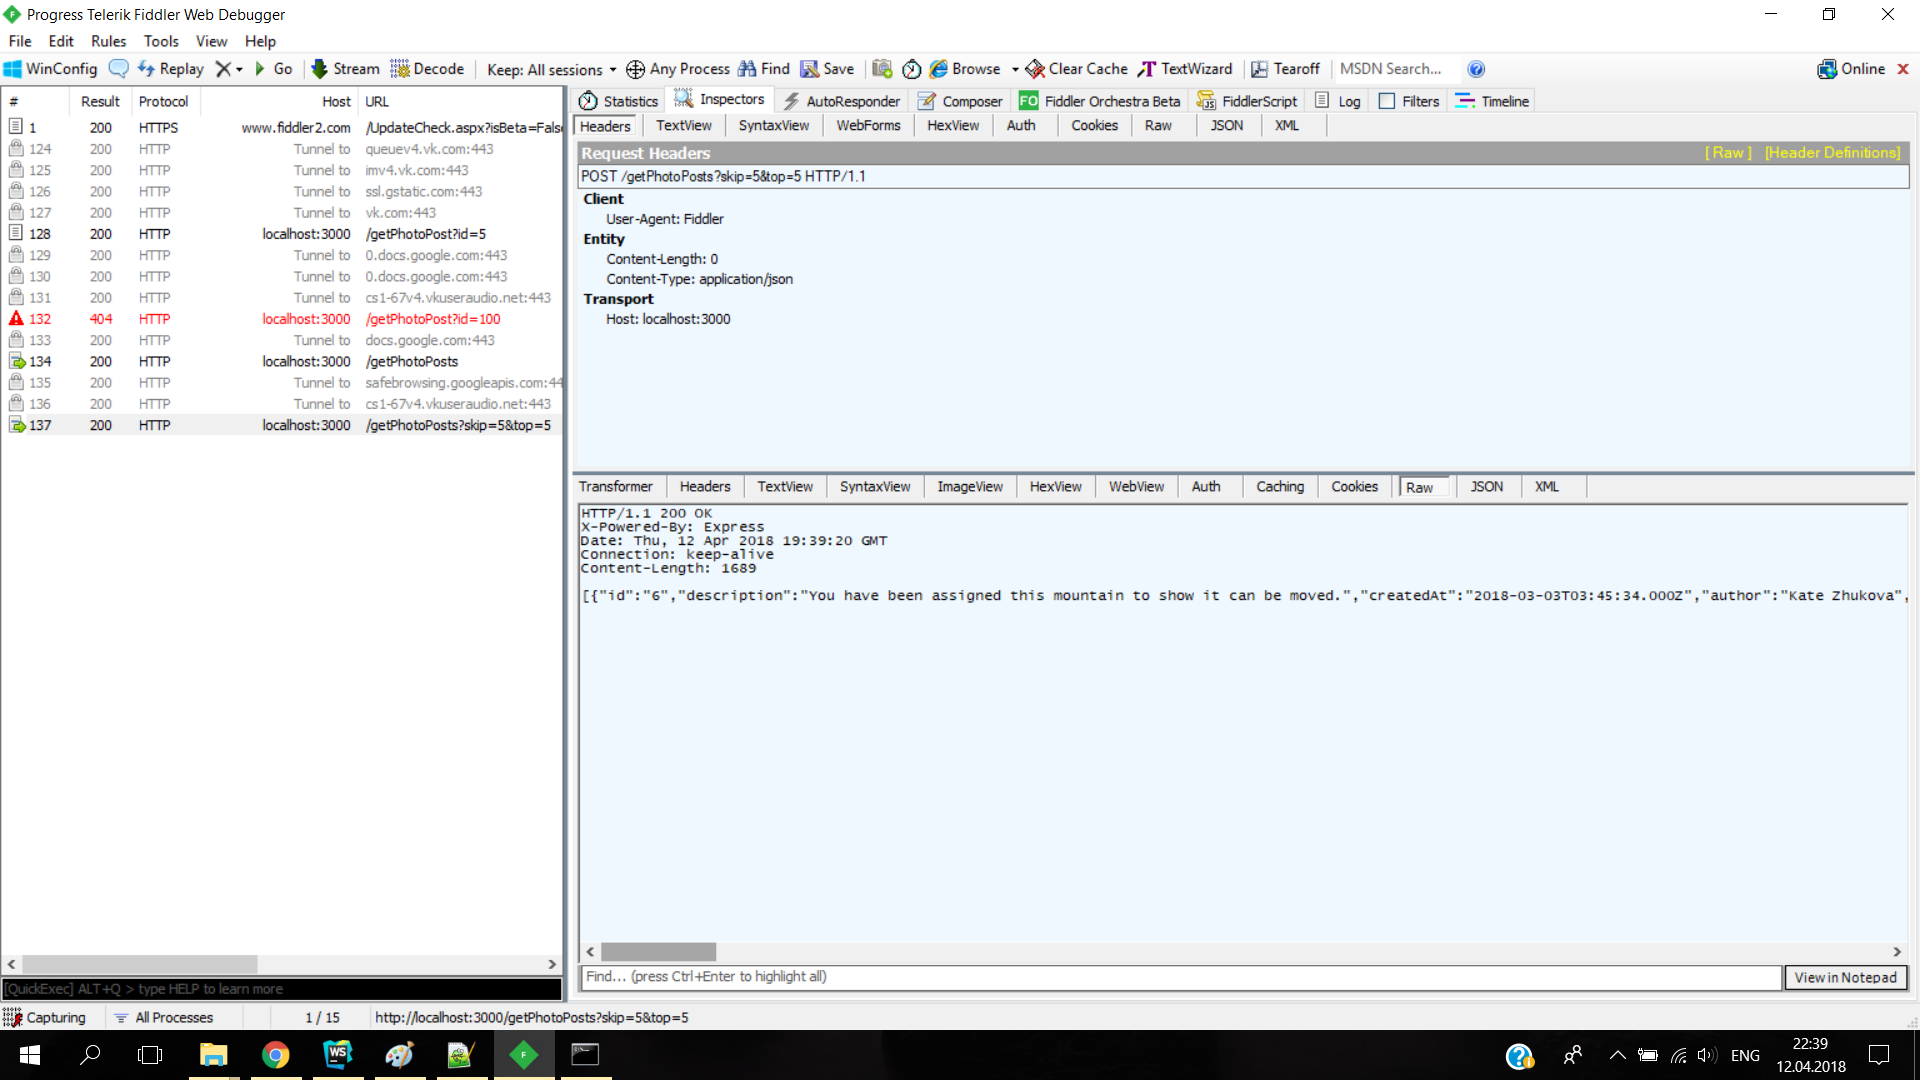 Progress Telerik Fiddler Web Debugger
File Edit Rules Tools View Help
WinConfig Replay Go Stream Decode Keep: All sessions Any Process Find Save Browse Clear Cache TextWizard Tearoff MSDN Search... Online
# Result Protocol Host URL
1 200 HTTPS www.fiddler2.com /UpdateCheck.aspx?isBeta=False
124 200 HTTP Tunnel to queuev4.vk.com:443
125 200 HTTP Tunnel to imv4.vk.com:443
126 200 HTTP Tunnel to ssl.gstatic.com:443
127 200 HTTP Tunnel to vk.com:443
128 200 HTTP localhost:3000 /getPhotoPost?id=5
129 200 HTTP Tunnel to 0.docs.google.com:443
130 200 HTTP Tunnel to 0.docs.google.com:443
131 200 HTTP Tunnel to cs1-67v4.vkuseraudio.net:443
132 404 HTTP localhost:3000 /getPhotoPost?id=100
133 200 HTTP Tunnel to docs.google.com:443
134 200 HTTP localhost:3000 /getPhotoPosts
135 200 HTTP Tunnel to safebrowsing.googleapis.com:44
136 200 HTTP Tunnel to cs1-67v4.vkuseraudio.net:443
137 200 HTTP localhost:3000 /getPhotoPosts?skip=5&top=5
[QuickExec] ALT+Q > type HELP to learn more
Statistics Inspectors AutoResponder Composer FO Fiddler Orchestra Beta FiddlerScript Log Filters Timeline
Headers TextView SyntaxView WebForms HexView Auth Cookies Raw JSON XML
Request Headers [ Raw ] [Header Definitions]
POST /getPhotoPosts?skip=5&top=5 HTTP/1.1
Client
User-Agent: Fiddler
Entity
Content-Length: 0
Content-Type: application/json
Transport
Host: localhost:3000
Transformer Headers TextView SyntaxView ImageView HexView WebView Auth Caching Cookies Raw JSON XML
HTTP/1.1 200 OK
X-Powered-By: Express
Date: Thu, 12 Apr 2018 19:39:20 GMT
Connection: keep-alive
Content-Length: 1689
[{"id":"6","description":"You have been assigned this mountain to show it can be moved.","createdAt":"2018-03-03T03:45:34.000Z","author":"Kate Zhukova",
Find... (press Ctrl+Enter to highlight all) View in Notepad
Capturing All Processes 1 / 15 http://localhost:3000/getPhotoPosts?skip=5&top=5
WS F ENG 22:39
12.04.2018